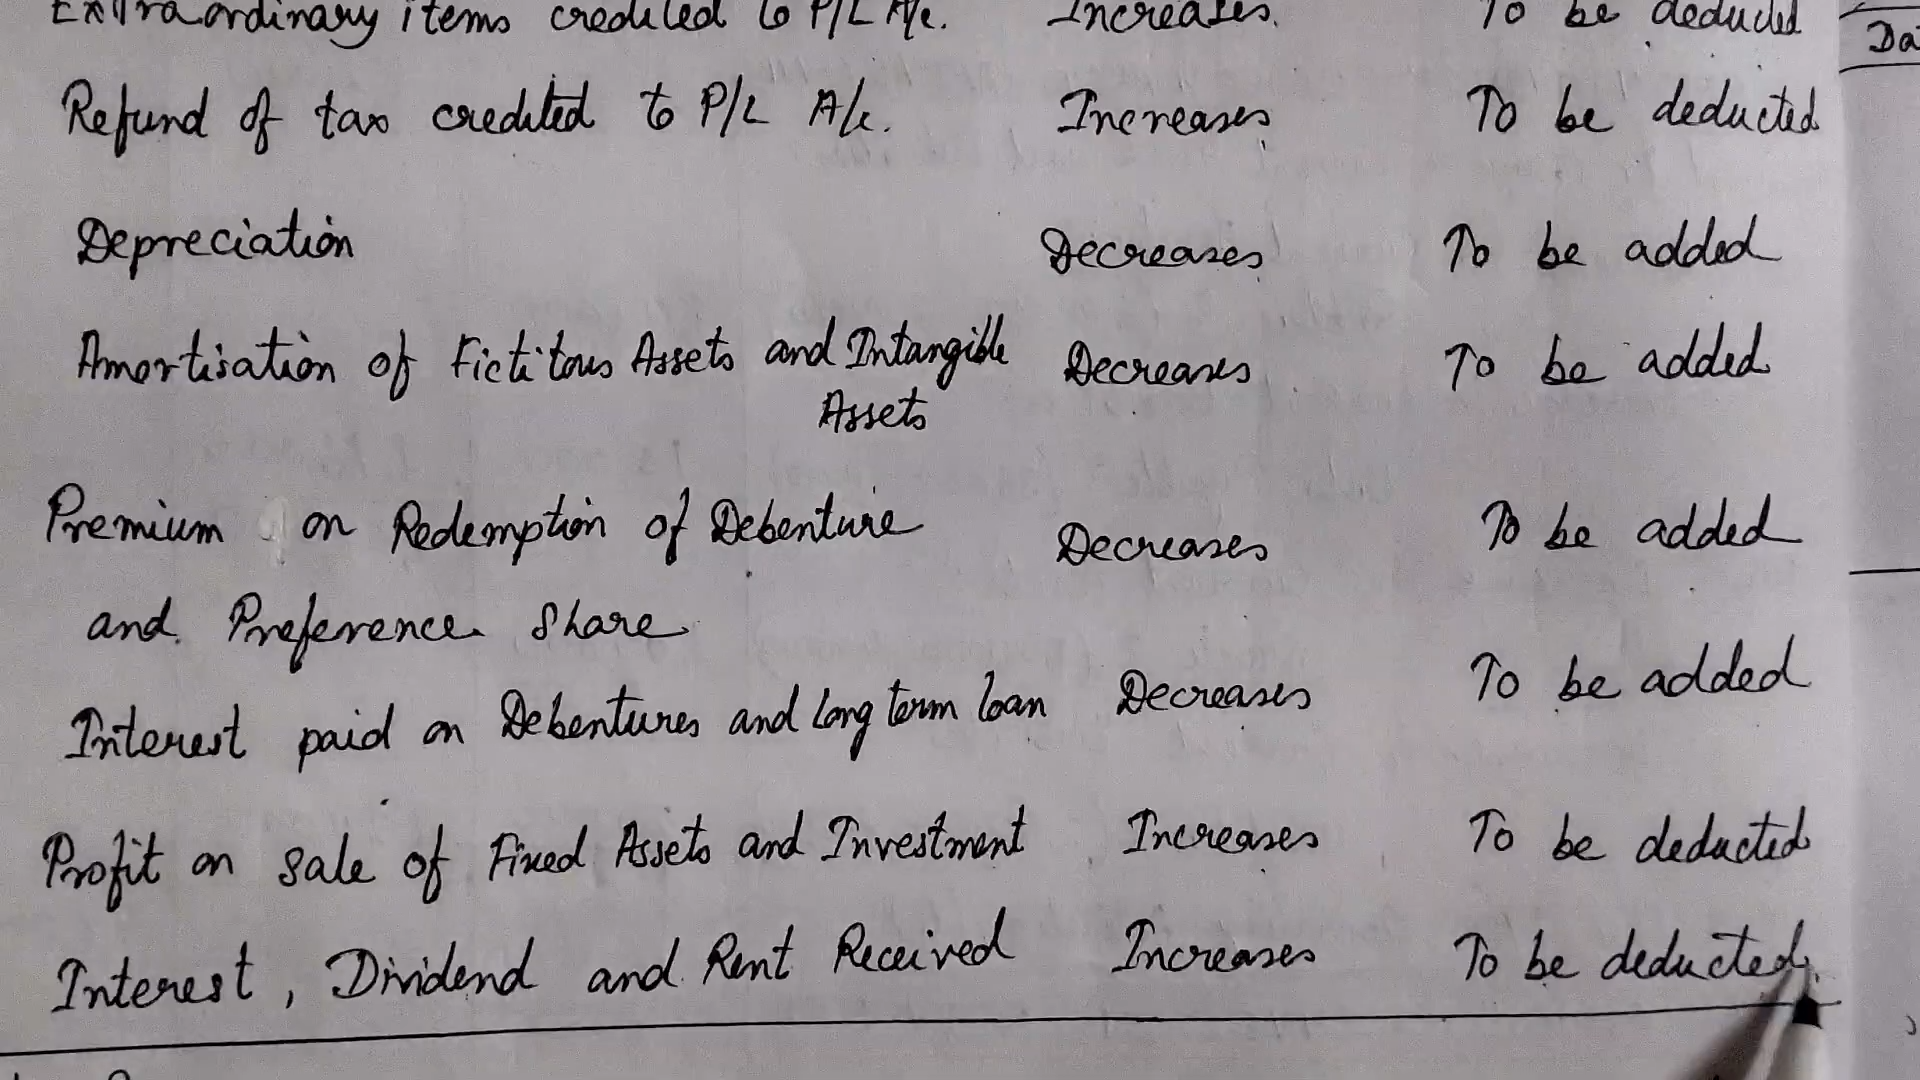 Extraordinary items credited to P/L A/c. Increases. To be deducted
Da
Refund of tax credited to P/L A/c. Increases To be deducted
Depreciation Decreases To be added
Amortisation of Fictitous Assets and Intangible Decreases To be added
Assets
Premium on Redemption of Debenture Decreases To be added
and Preference Share
Interest paid on Debentures and Long term loan Decreases To be added
Profit on sale of Fixed Assets and Investment Increases To be deducted
Interest, Dividend and Rent Received Increases To be deducted